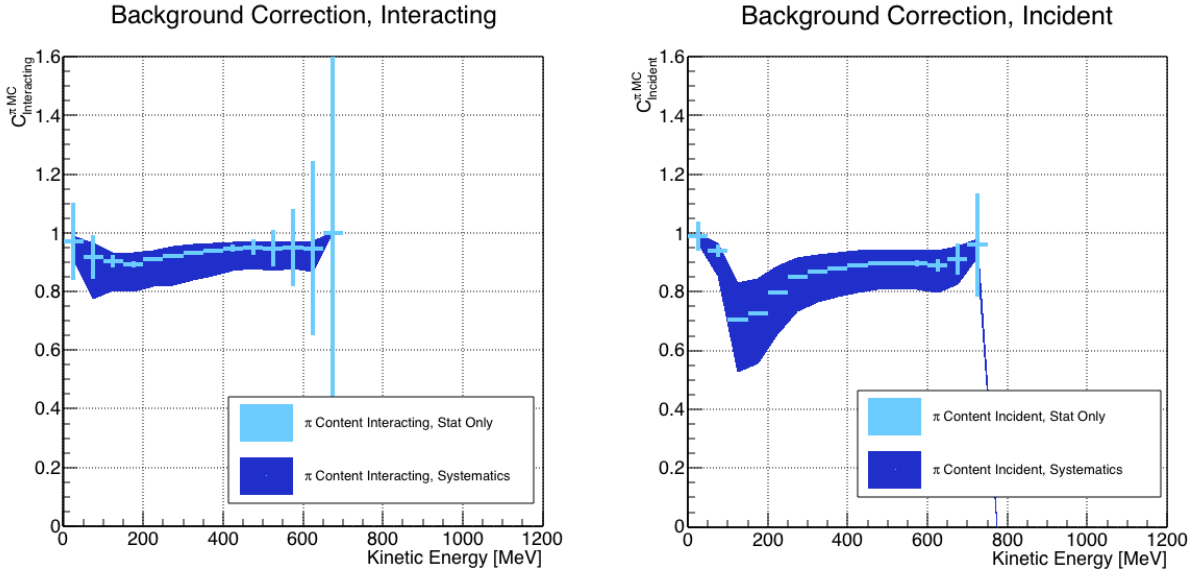 Background Correction, Interacting
C^{π MC}_{Interacting}
1.6
1.4
1.2
1
0.8
0.6
0.4
0.2
0
π Content Interacting, Stat Only
π Content Interacting, Systematics
0 200 400 600 800 1000 1200
Kinetic Energy [MeV]
Background Correction, Incident
C^{π MC}_{Incident}
1.6
1.4
1.2
1
0.8
0.6
0.4
0.2
0
π Content Incident, Stat Only
π Content Incident, Systematics
0 200 400 600 800 1000 1200
Kinetic Energy [MeV]